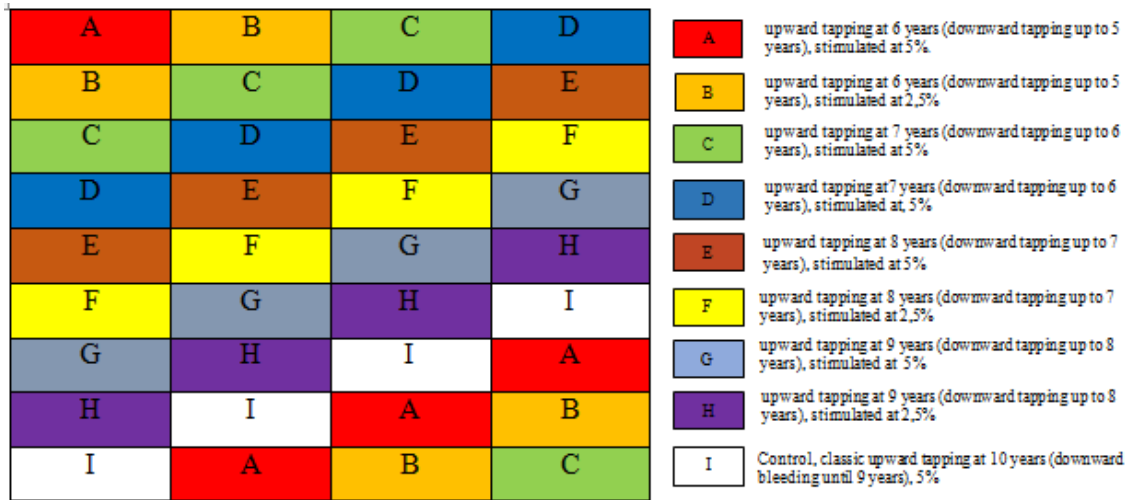 A B C D
B C D E
C D E F
D E F G
E F G H
F G H I
G H I A
H I A B
I A B C
A upward tapping at 6 years (downward tapping up to 5
years), stimulated at 5%.
B upward tapping at 6 years (downward tapping up to 5
years), stimulated at 2,5%
C upward tapping at 7 years (downward tapping up to 6
years), stimulated at 5%
D upward tapping at7 years (downward tapping up to 6
years), stimulated at, 5%
E upward tapping at 8 years (downward tapping up to 7
years), stimulated at 5%
F upward tapping at 8 years (downward tapping up to 7
years), stimulated at 2,5%
G upward tapping at 9 years (downward tapping up to 8
years), stimulated at 5%
H upward tapping at 9 years (downward tapping up to 8
years), stimulated at 2,5%
I Control, classic upward tapping at 10 years (downward
bleeding until 9 years), 5%